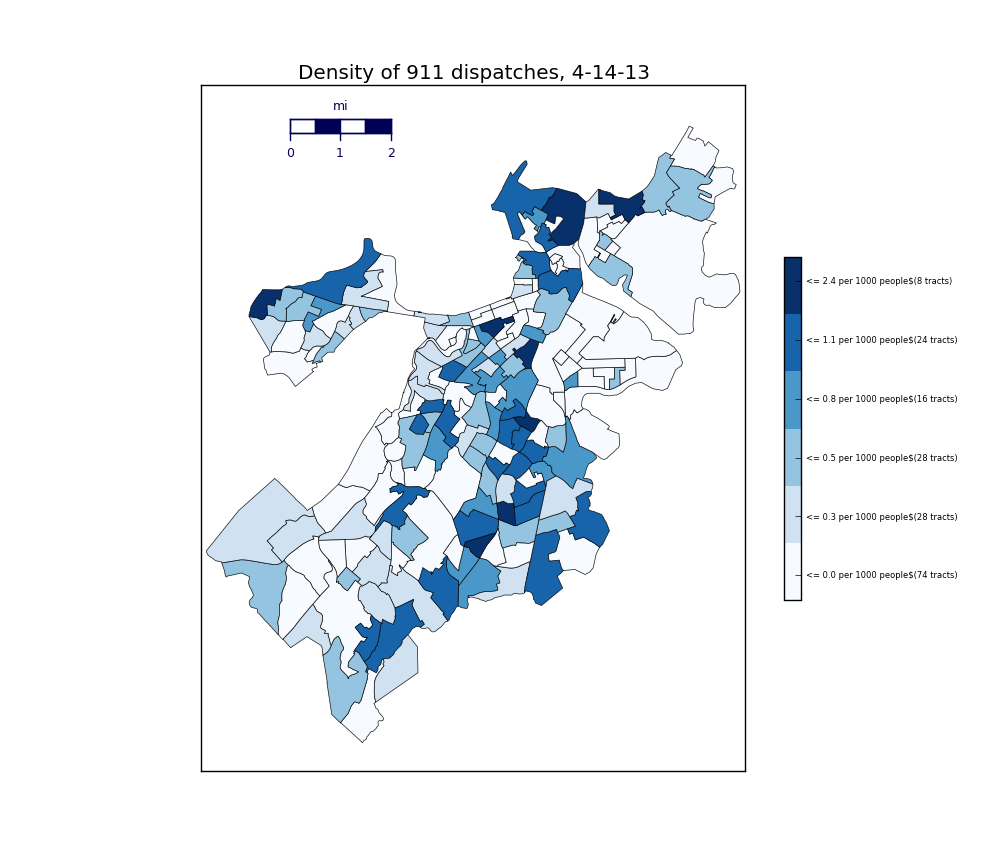 Density of 911 dispatches, 4-14-13
mi
0 1 2
<= 2.4 per 1000 people$(8 tracts)
<= 1.1 per 1000 people$(24 tracts)
<= 0.8 per 1000 people$(16 tracts)
<= 0.5 per 1000 people$(28 tracts)
<= 0.3 per 1000 people$(28 tracts)
<= 0.0 per 1000 people$(74 tracts)